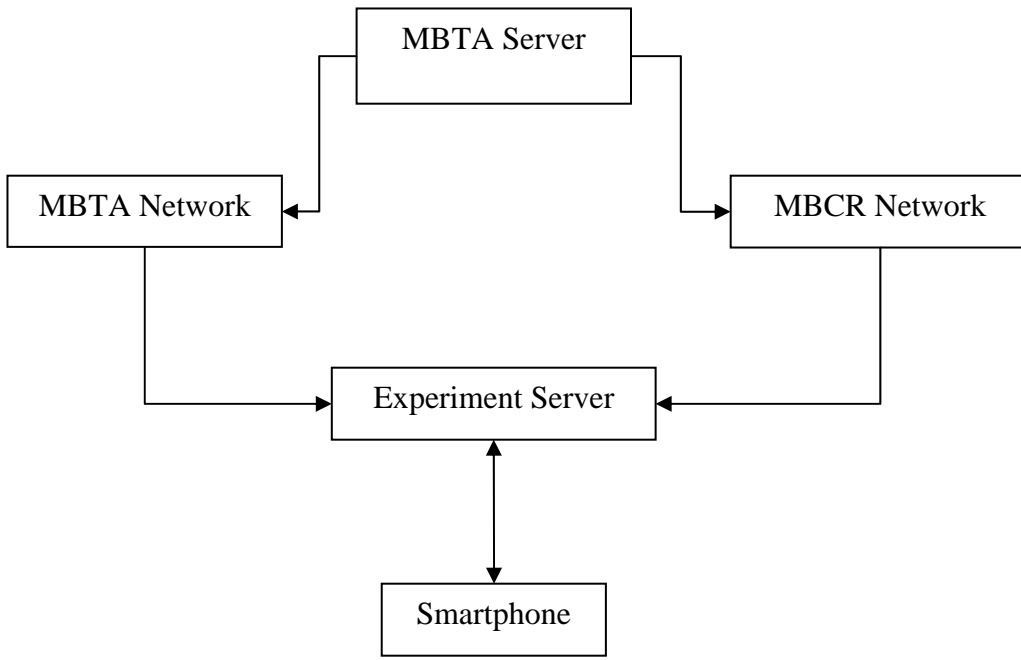 MBTA Server
MBTA Network
MBCR Network
Experiment Server
Smartphone